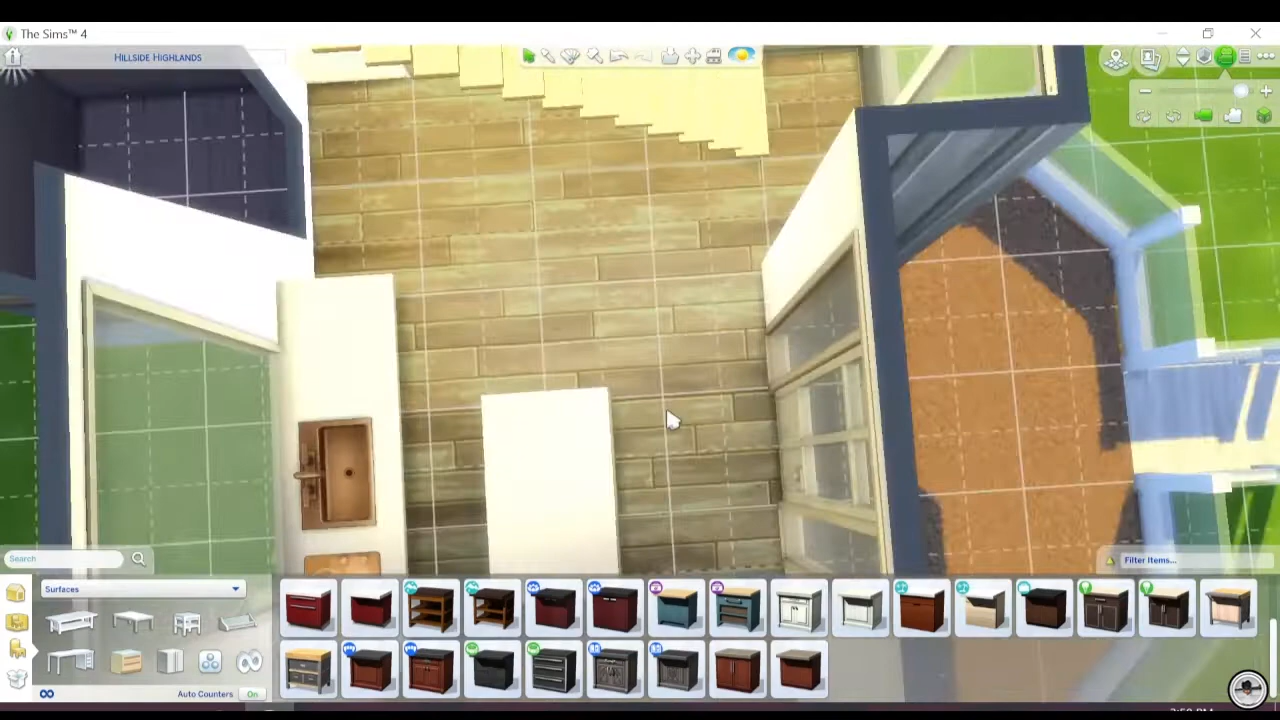 The Sims™ 4
HILLSIDE HIGHLANDS
Search
Filter Items...
Surfaces
Auto Counters On